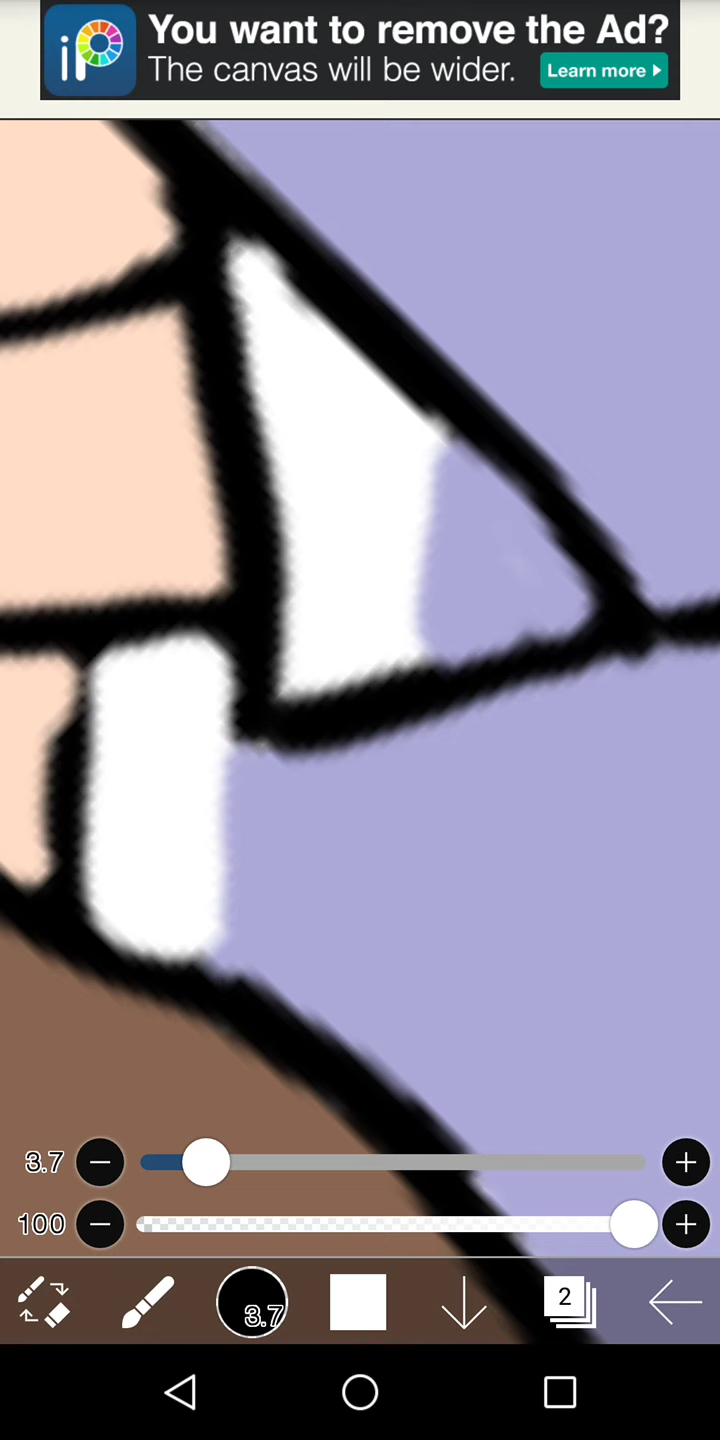 iP
You want to remove the Ad?
The canvas will be wider.
Learn more
3.7
100
3.7
2